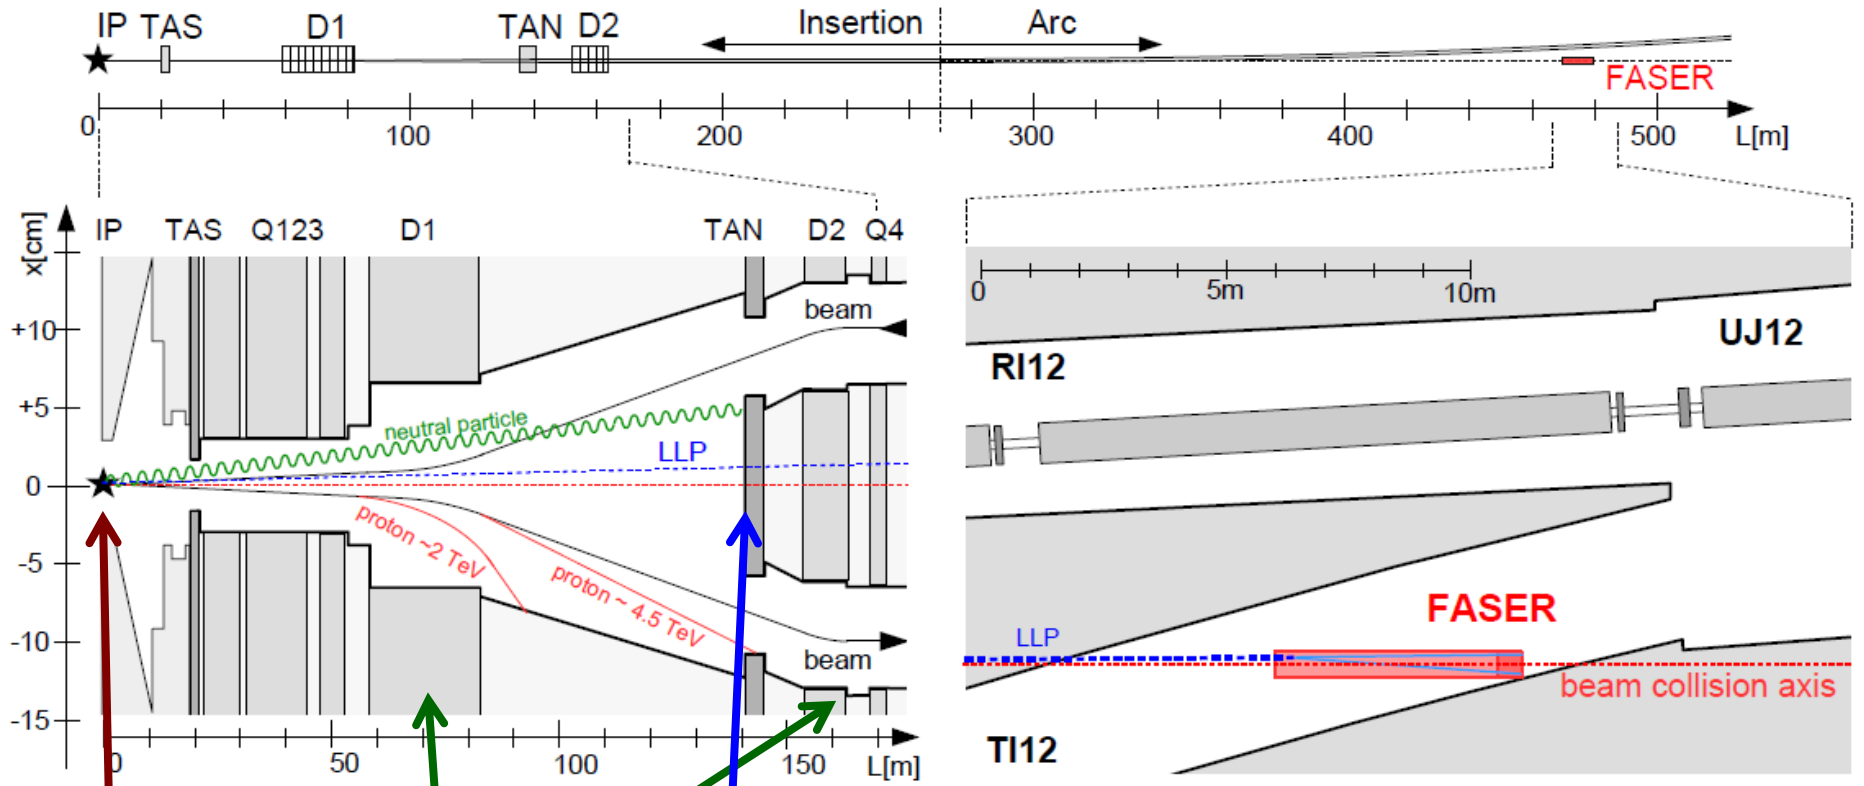 IP TAS D1 TAN D2 Insertion Arc
FASER
0 100 200 300 400 500 L[m]
x[cm]
IP TAS Q123 D1 TAN D2 Q4
+10
+5
0
-5
-10
-15
beam
neutral particle
LLP
proton ~2 TeV
proton ~ 4.5 TeV
beam
0 50 100 150 L[m]
0 5m 10m
RI12
UJ12
FASER
LLP
beam collision axis
TI12